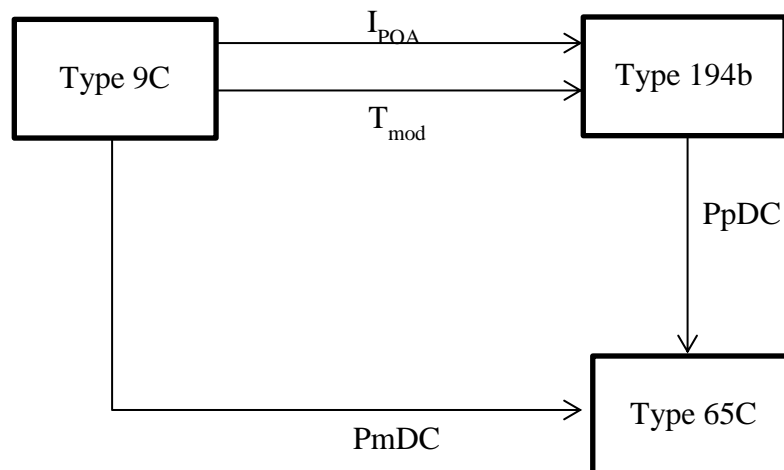 I_POA
Type 9C
Type 194b
T_mod
PpDC
Type 65C
PmDC